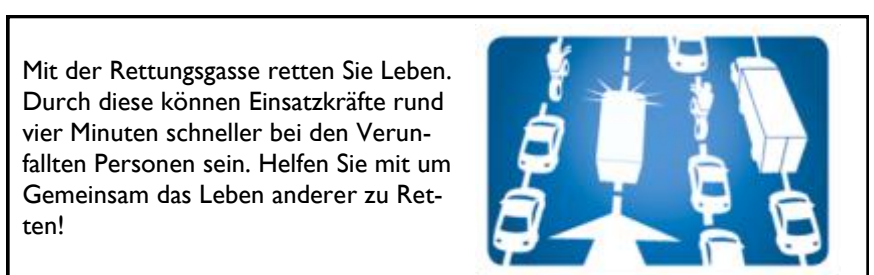 Mit der Rettungsgasse retten Sie Leben.
Durch diese können Einsatzkräfte rund
vier Minuten schneller bei den Verun-
fallten Personen sein. Helfen Sie mit um
Gemeinsam das Leben anderer zu Ret-
ten!